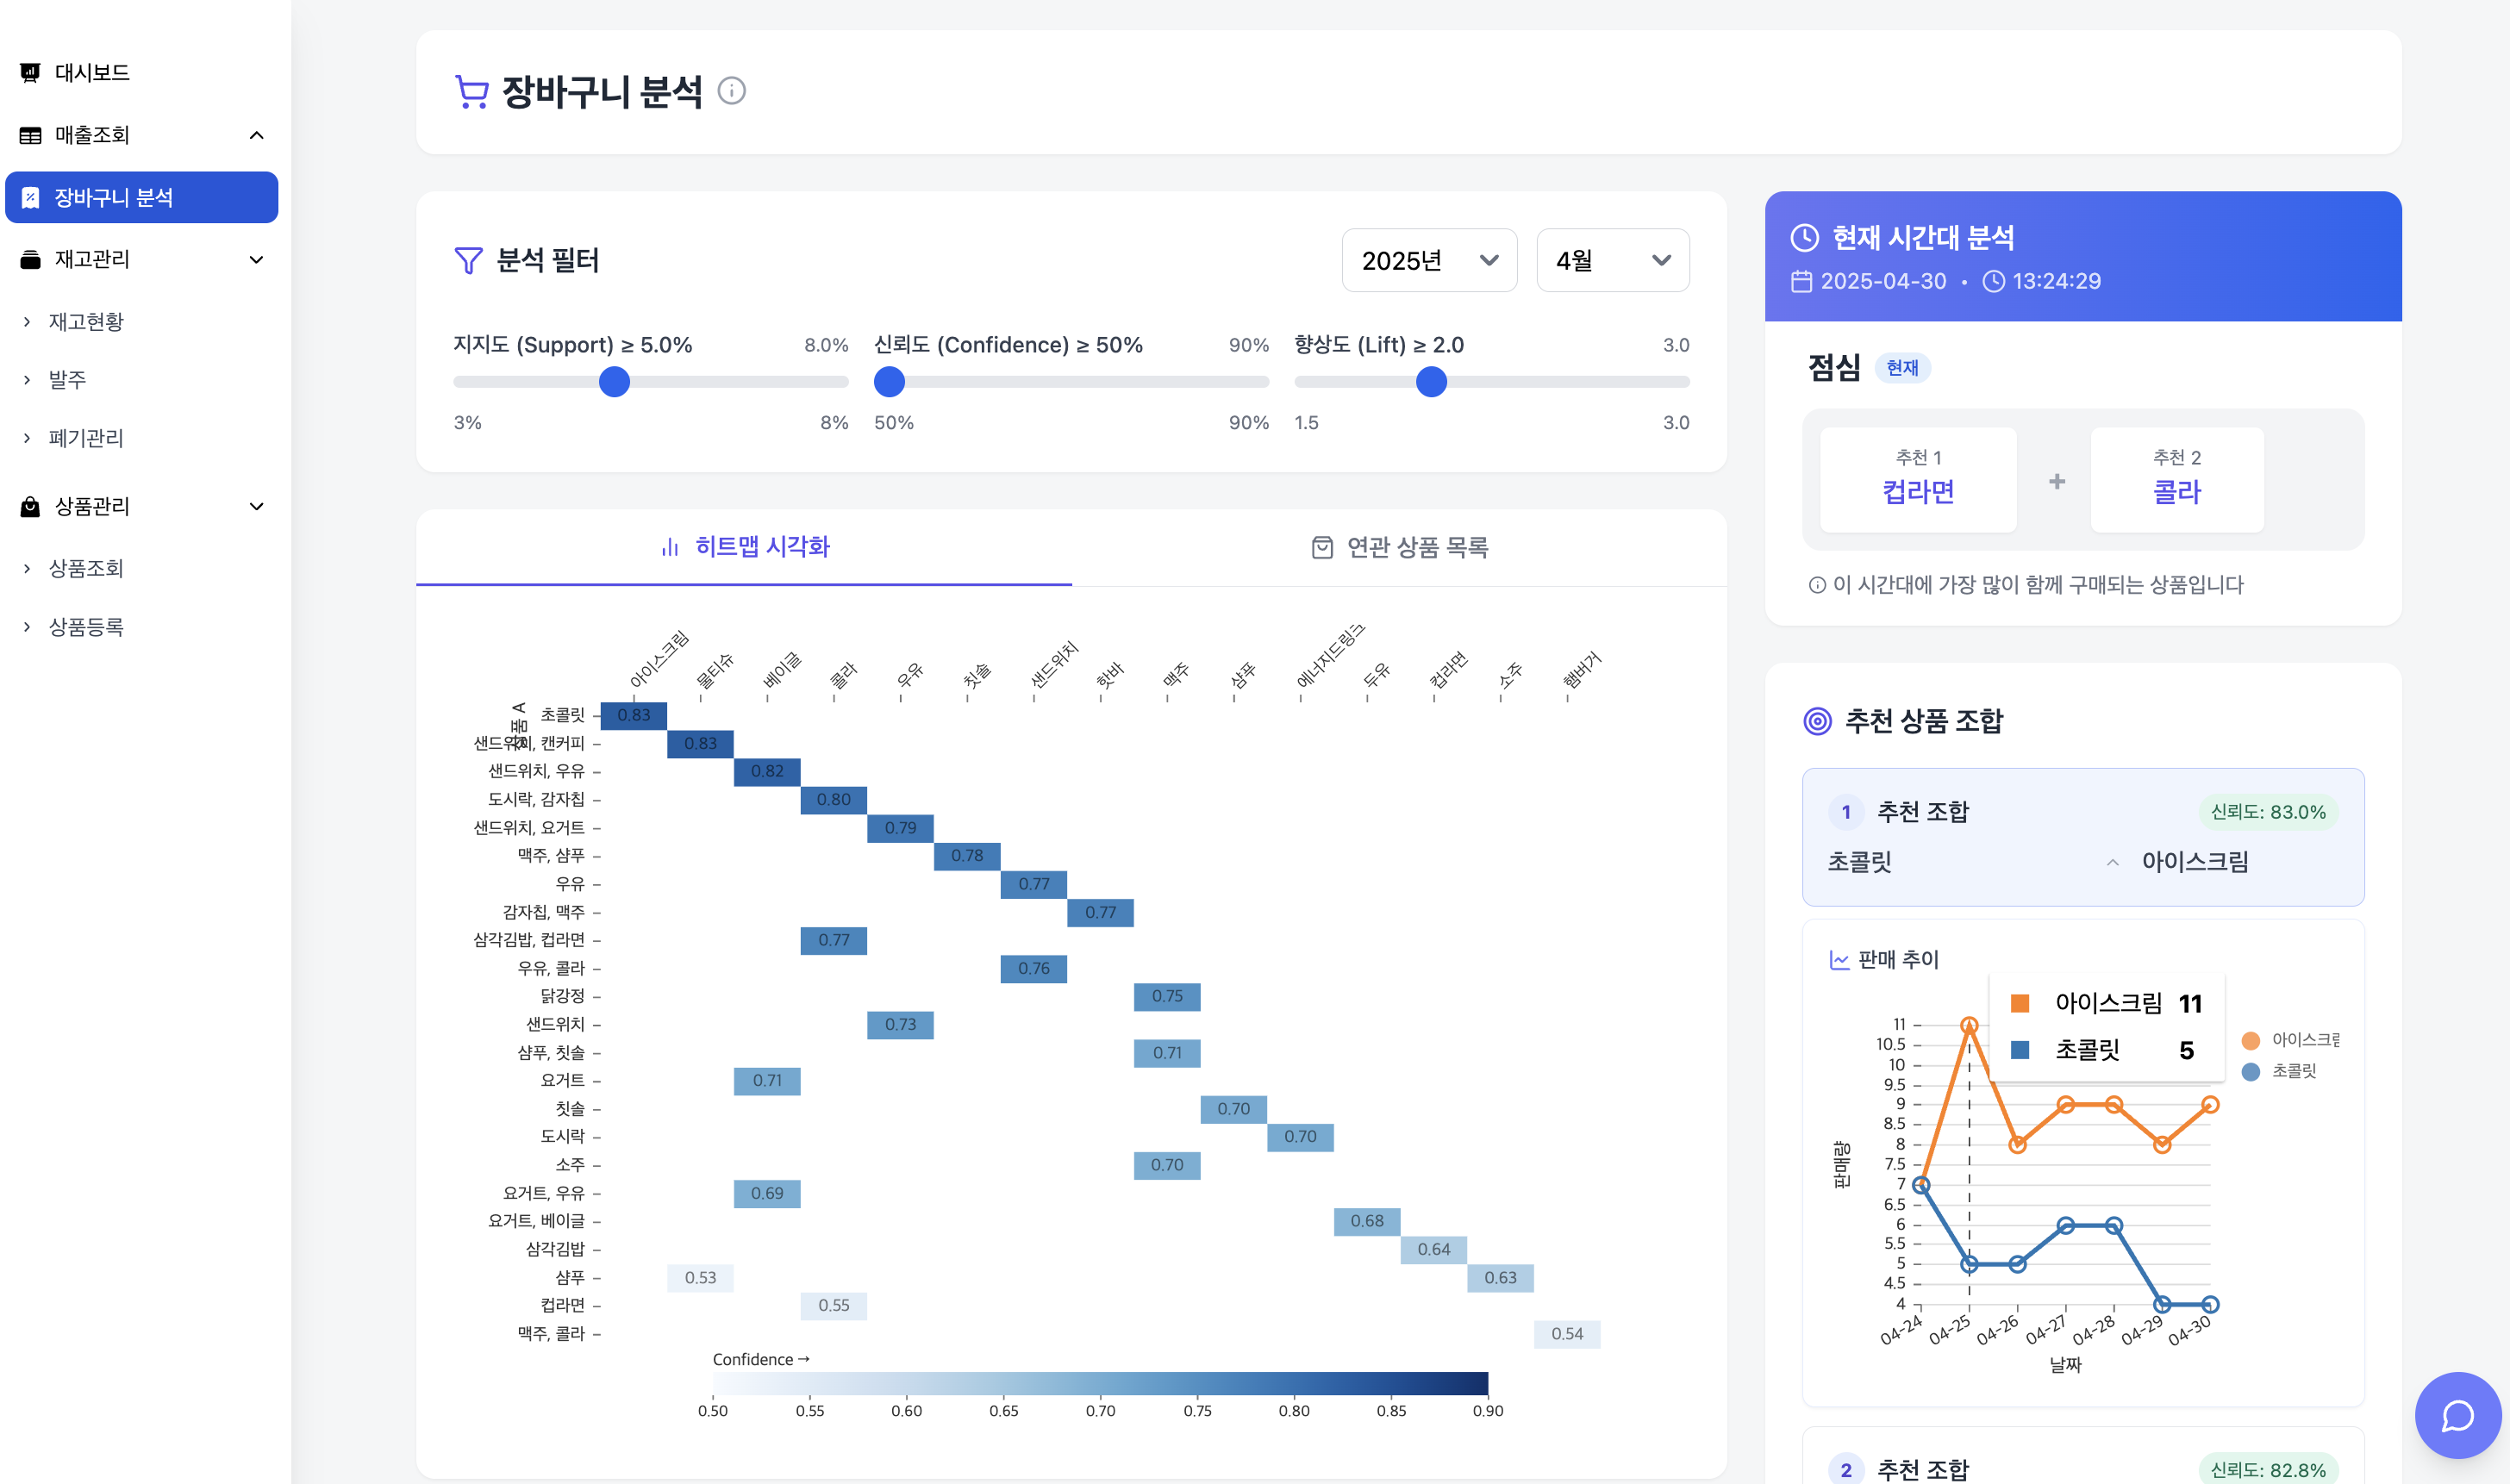 대시보드
매출조회
장바구니 분석
재고관리
재고현황
발주
폐기관리
상품관리
상품조회
상품등록
장바구니 분석
분석 필터
2025년
4월
지지도 (Support) ≥ 5.0%
8.0%
3%
8%
신뢰도 (Confidence) ≥ 50%
90%
50%
90%
향상도 (Lift) ≥ 2.0
3.0
1.5
3.0
히트맵 시각화
연관 상품 목록
아이스크림
물티슈
베이글
콜라
우유
칫솔
샌드위치
핫바
맥주
샴푸
에너지드링크
두유
컵라면
소주
햄버거
상품 A
초콜릿
0.83
샌드위치, 캔커피
0.83
샌드위치, 우유
0.82
도시락, 감자칩
0.80
샌드위치, 요거트
0.79
맥주, 샴푸
0.78
우유
0.77
감자칩, 맥주
0.77
삼각김밥, 컵라면
0.77
우유, 콜라
0.76
닭강정
0.75
샌드위치
0.73
샴푸, 칫솔
0.71
요거트
0.71
칫솔
0.70
도시락
0.70
소주
0.70
요거트, 우유
0.69
요거트, 베이글
0.68
삼각김밥
0.64
샴푸
0.53
0.63
컵라면
0.55
맥주, 콜라
0.54
Confidence →
0.50
0.55
0.60
0.65
0.70
0.75
0.80
0.85
0.90
현재 시간대 분석
2025-04-30 • 13:24:29
점심
현재
추천 1
컵라면
+
추천 2
콜라
이 시간대에 가장 많이 함께 구매되는 상품입니다
추천 상품 조합
1
추천 조합
신뢰도: 83.0%
초콜릿
아이스크림
판매 추이
아이스크림 11
초콜릿 5
아이스크림
초콜릿
판매량
11
10.5
10
9.5
9
8.5
8
7.5
7
6.5
6
5.5
5
4.5
4
04-24
04-25
04-26
04-27
04-28
04-29
04-30
날짜
2
추천 조합
신뢰도: 82.8%